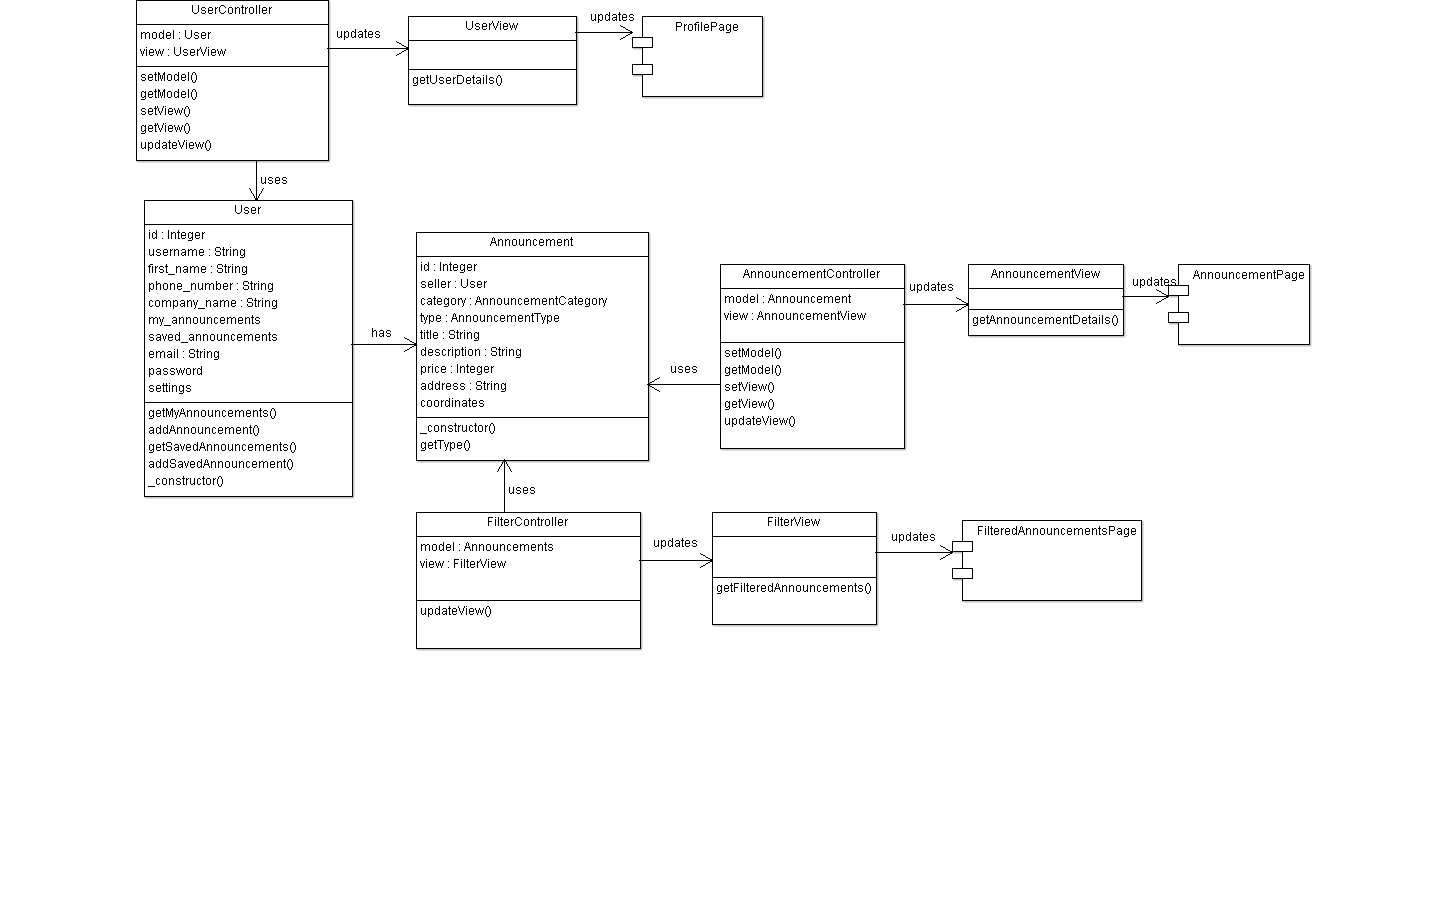 UserController
model : User
view : UserView
setModel()
getModel()
setView()
getView()
updateView()
updates
UserView
getUserDetails()
updates
ProfilePage
uses
User
id : Integer
username : String
first_name : String
phone_number : String
company_name : String
my_announcements
saved_announcements
email : String
password
settings
getMyAnnouncements()
addAnnouncement()
getSavedAnnouncements()
addSavedAnnouncement()
_constructor()
has
Announcement
id : Integer
seller : User
category : AnnouncementCategory
type : AnnouncementType
title : String
description : String
price : Integer
address : String
coordinates
_constructor()
getType()
uses
AnnouncementController
model : Announcement
view : AnnouncementView
setModel()
getModel()
setView()
getView()
updateView()
updates
AnnouncementView
getAnnouncementDetails()
updates
AnnouncementPage
uses
FilterController
model : Announcements
view : FilterView
updateView()
updates
FilterView
getFilteredAnnouncements()
updates
FilteredAnnouncementsPage